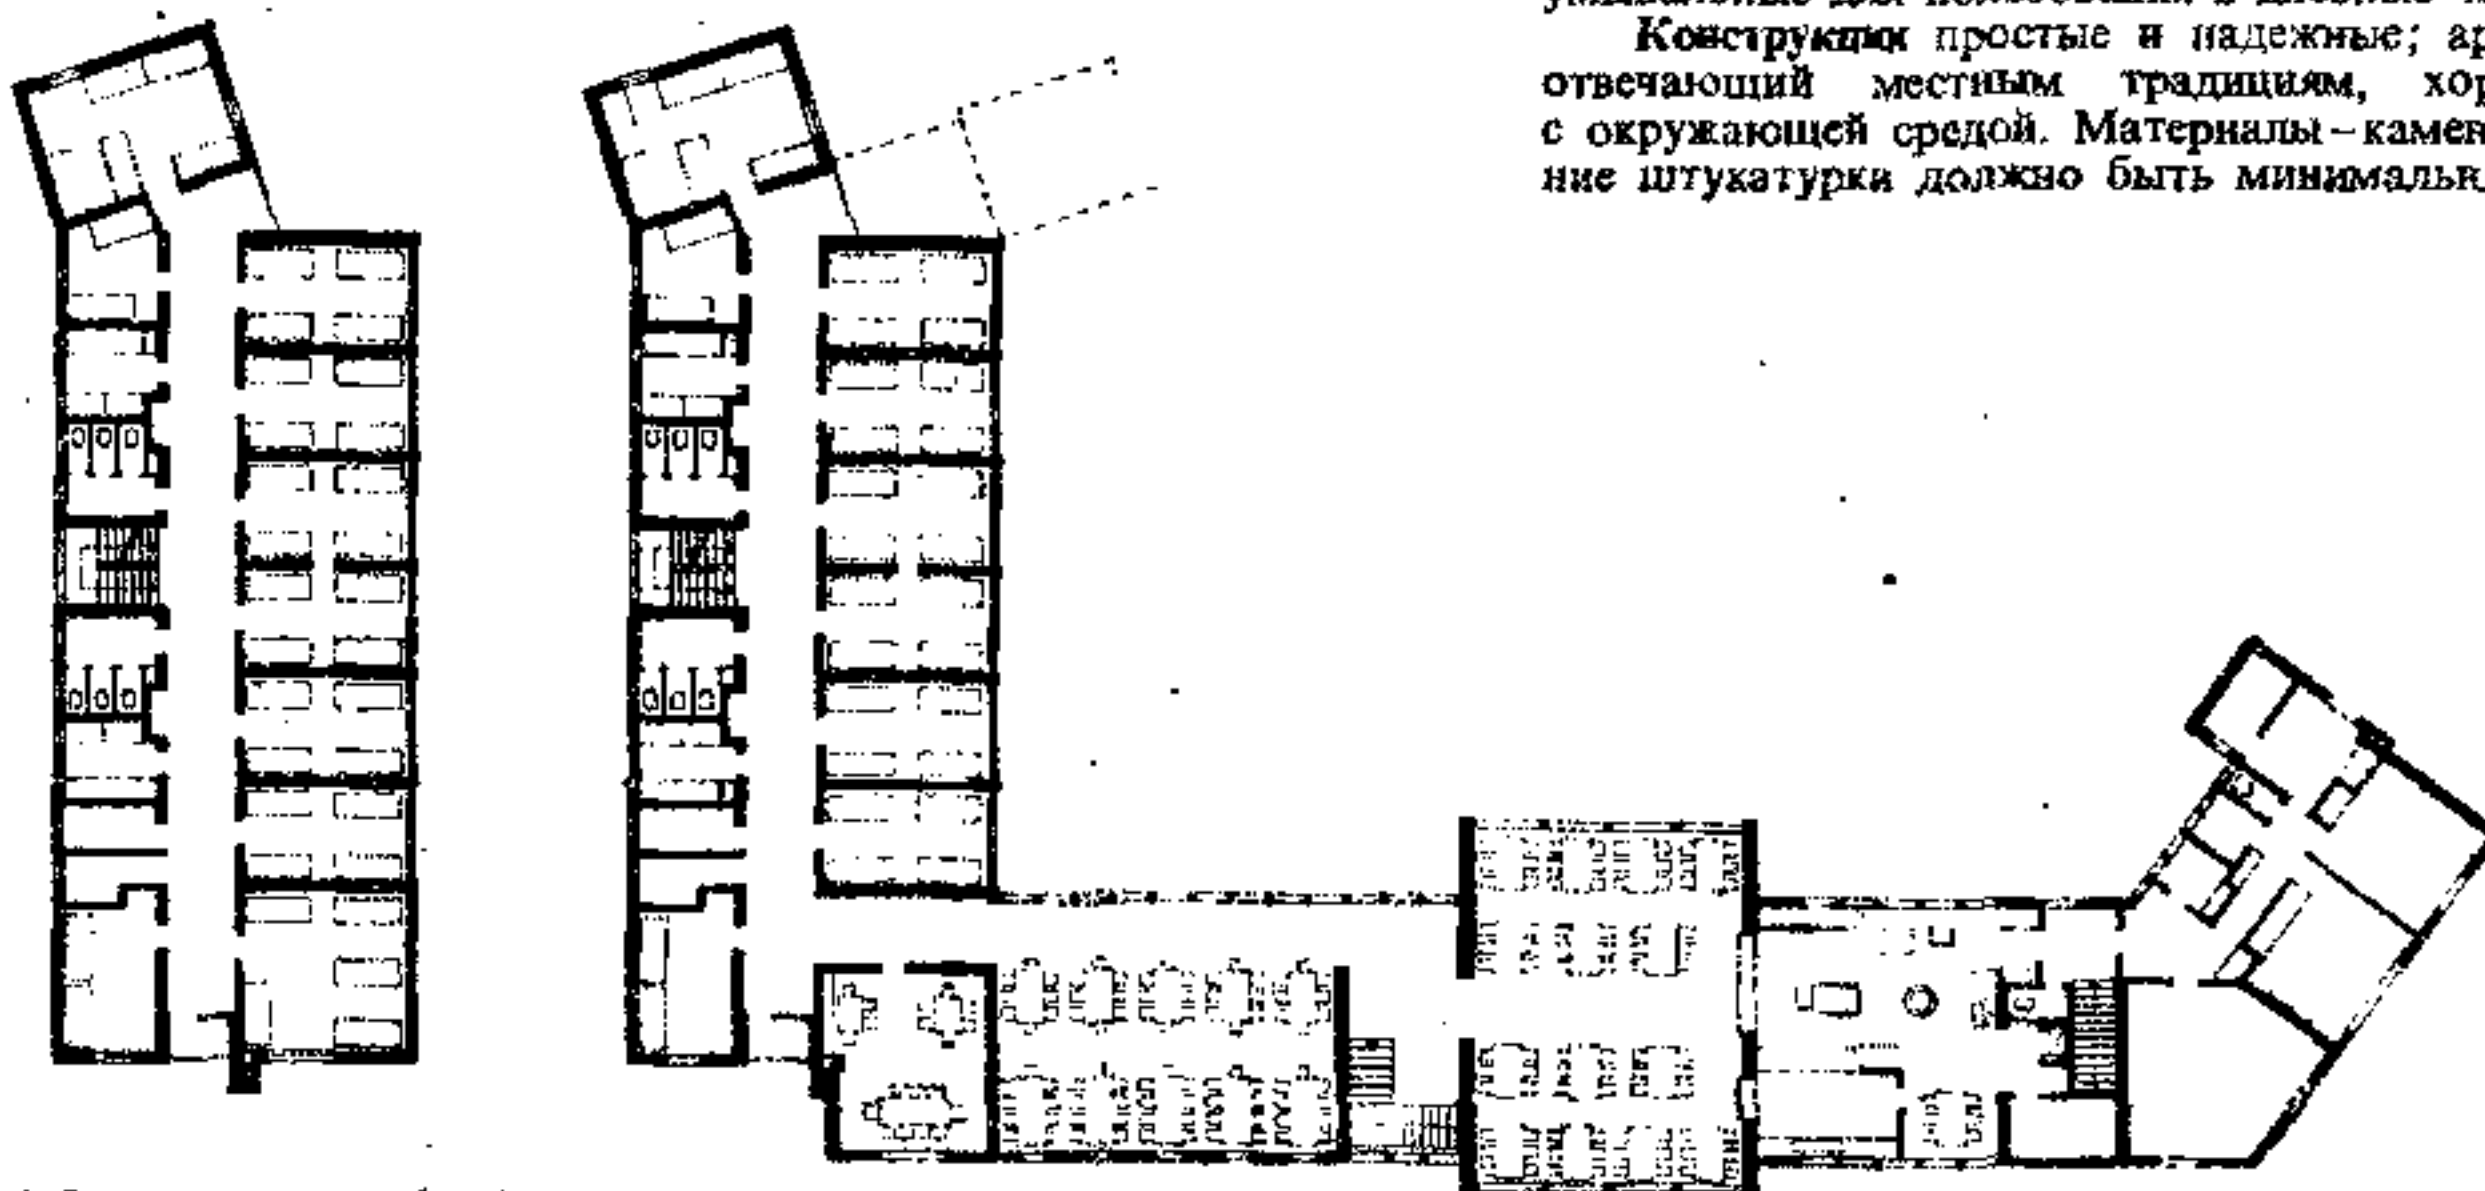 Конструкции простые и надежные; ар
отвечающий местным традициям, хор
с окружающей средой. Материалы – камен
ние штукатурки должно быть минимальн